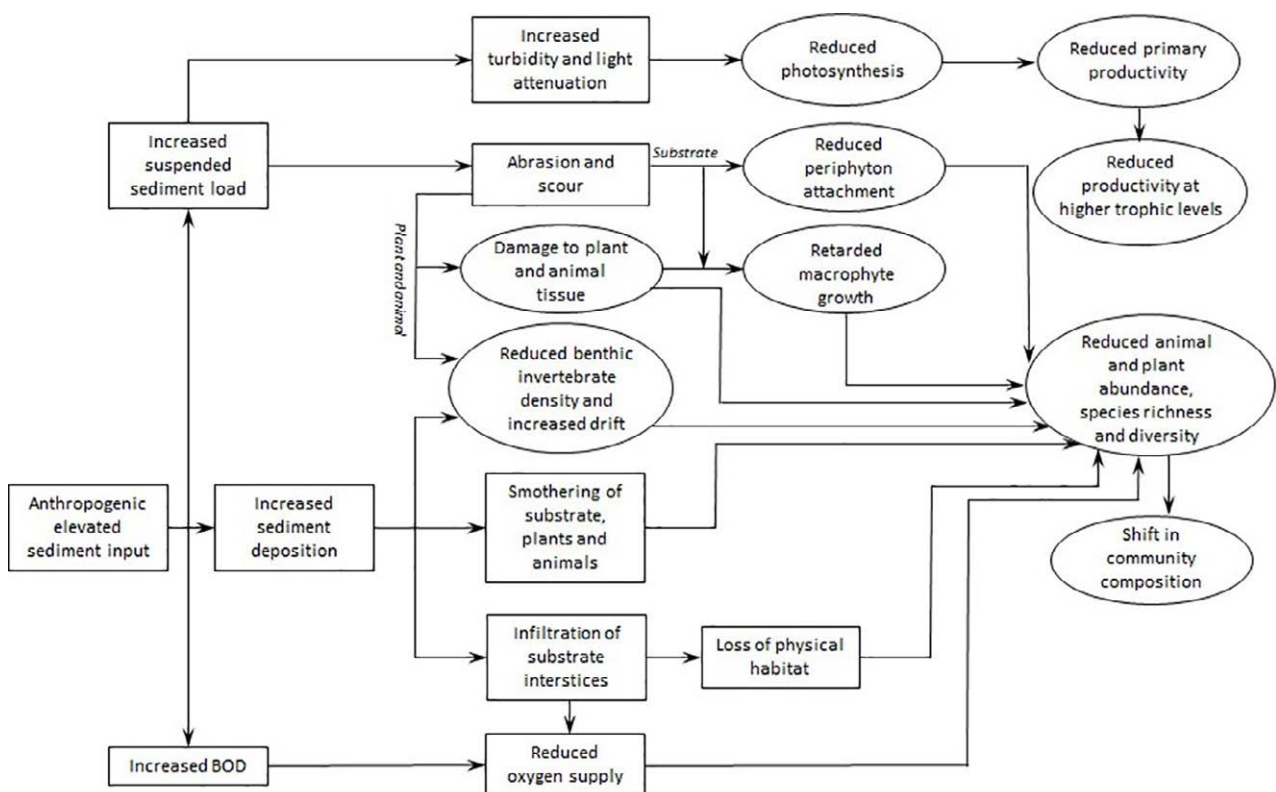 Increased
turbidity and light
attenuation
Reduced
photosynthesis
Reduced primary
productivity
Increased
suspended
sediment load
Abrasion and
scour
Substrate
Reduced
periphyton
attachment
Reduced
productivity at
higher trophic levels
Plant and animal
Damage to plant
and animal
tissue
Retarded
macrophyte
growth
Reduced benthic
invertebrate
density and
increased drift
Reduced animal
and plant
abundance,
species richness
and diversity
Anthropogenic
elevated
sediment input
Increased
sediment
deposition
Smothering of
substrate,
plants and
animals
Shift in
community
composition
Infiltration of
substrate
interstices
Loss of physical
habitat
Increased BOD
Reduced
oxygen supply